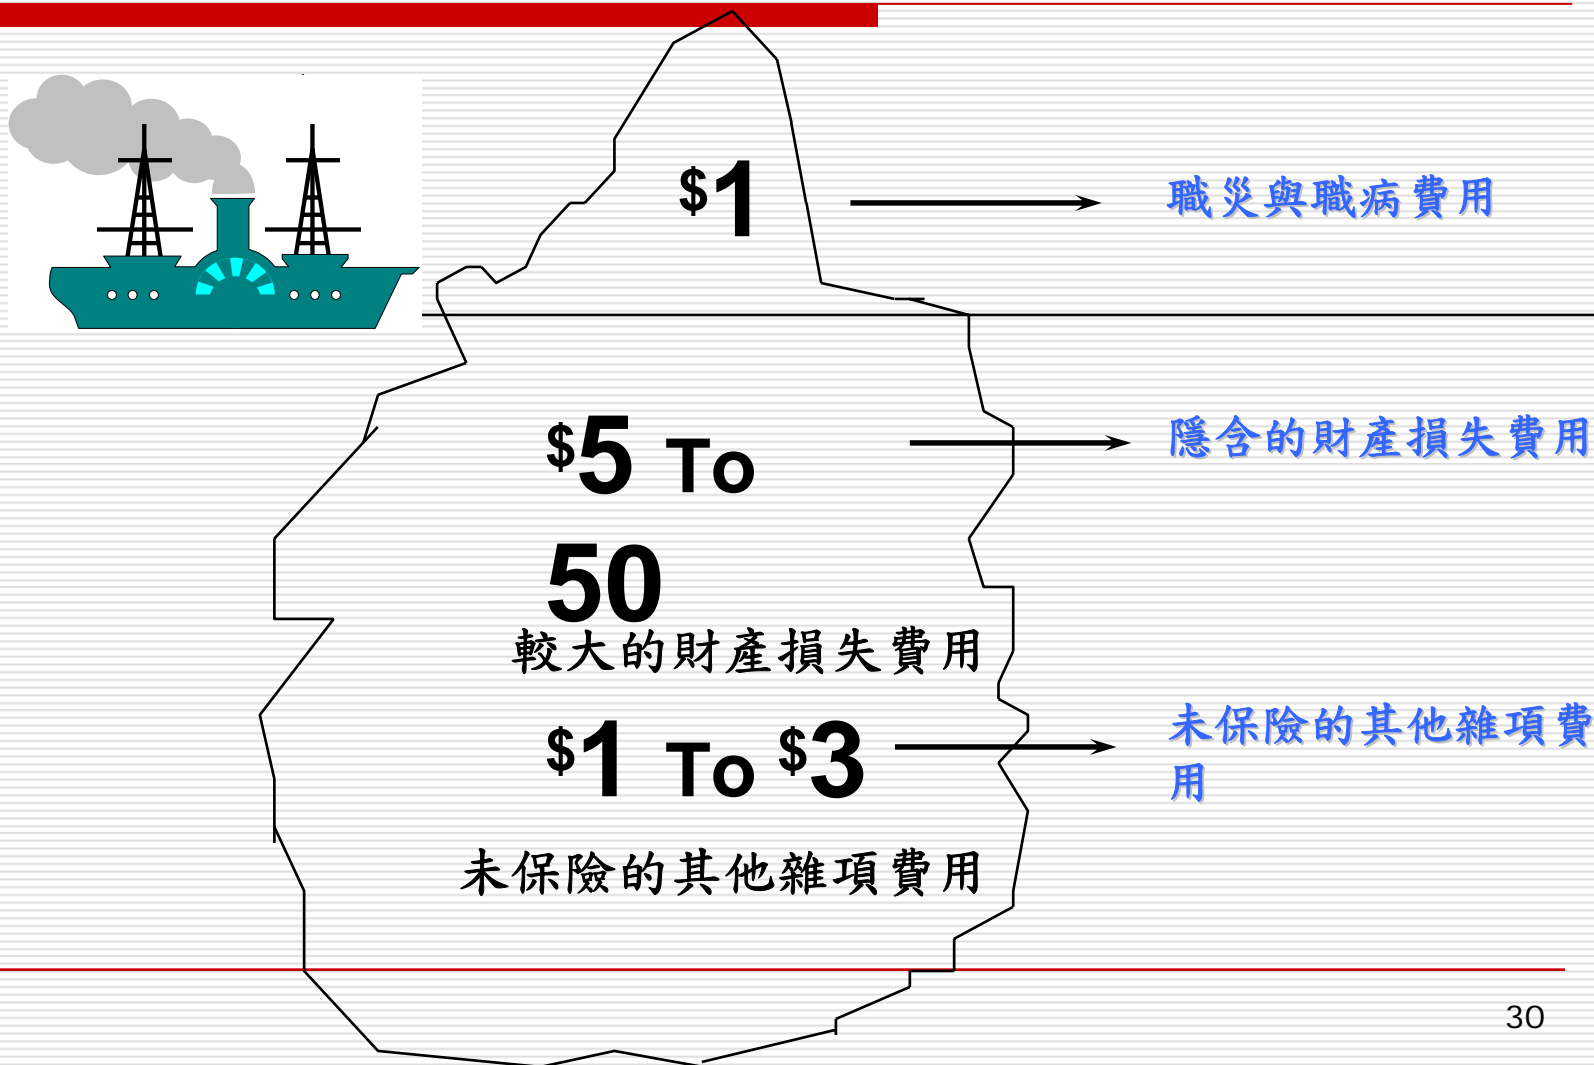 $1
職災與職病費用
$5 To
50
隱含的財產損失費用
較大的財產損失費用
$1 To $3
未保險的其他雜項費
用
未保險的其他雜項費用
30